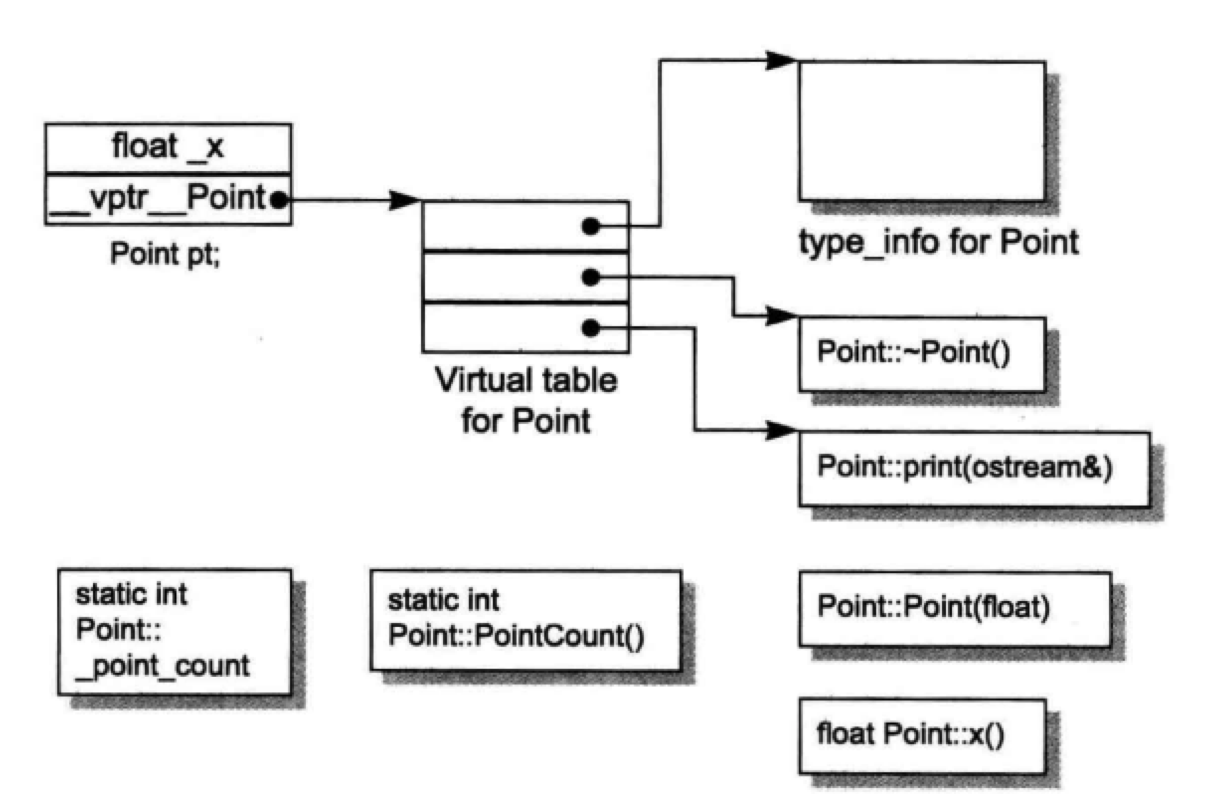 float _x
__vptr__Point
Point pt;
Virtual table
for Point
type_info for Point
Point::~Point()
Point::print(ostream&)
static int
Point::
_point_count
static int
Point::PointCount()
Point::Point(float)
float Point::x()